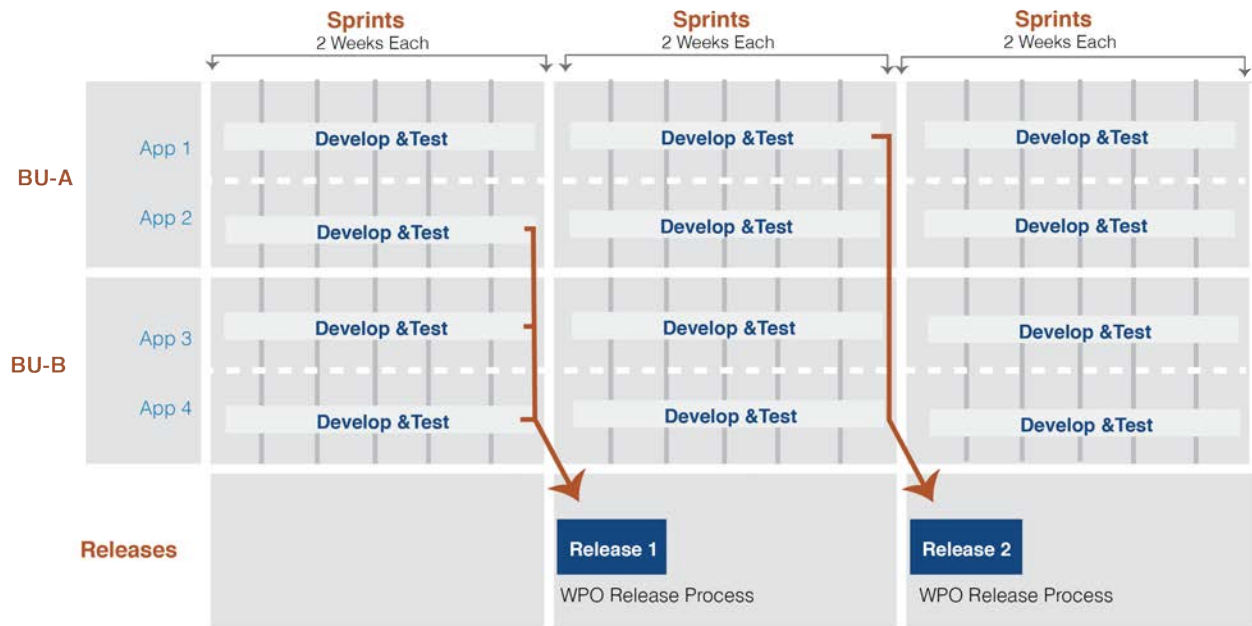 Sprints
2 Weeks Each
Sprints
2 Weeks Each
Sprints
2 Weeks Each
BU-A
App 1
Develop &Test
Develop &Test
Develop &Test
App 2
Develop &Test
Develop &Test
Develop &Test
BU-B
App 3
Develop &Test
Develop &Test
Develop &Test
App 4
Develop &Test
Develop &Test
Develop &Test
Releases
Release 1
WPO Release Process
Release 2
WPO Release Process